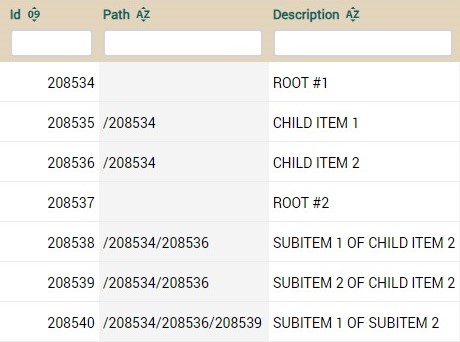 Id 09 Path AZ Description AZ
208534 ROOT #1
208535 /208534 CHILD ITEM 1
208536 /208534 CHILD ITEM 2
208537 ROOT #2
208538 /208534/208536 SUBITEM 1 OF CHILD ITEM 2
208539 /208534/208536 SUBITEM 2 OF CHILD ITEM 2
208540 /208534/208536/208539 SUBITEM 1 OF SUBITEM 2